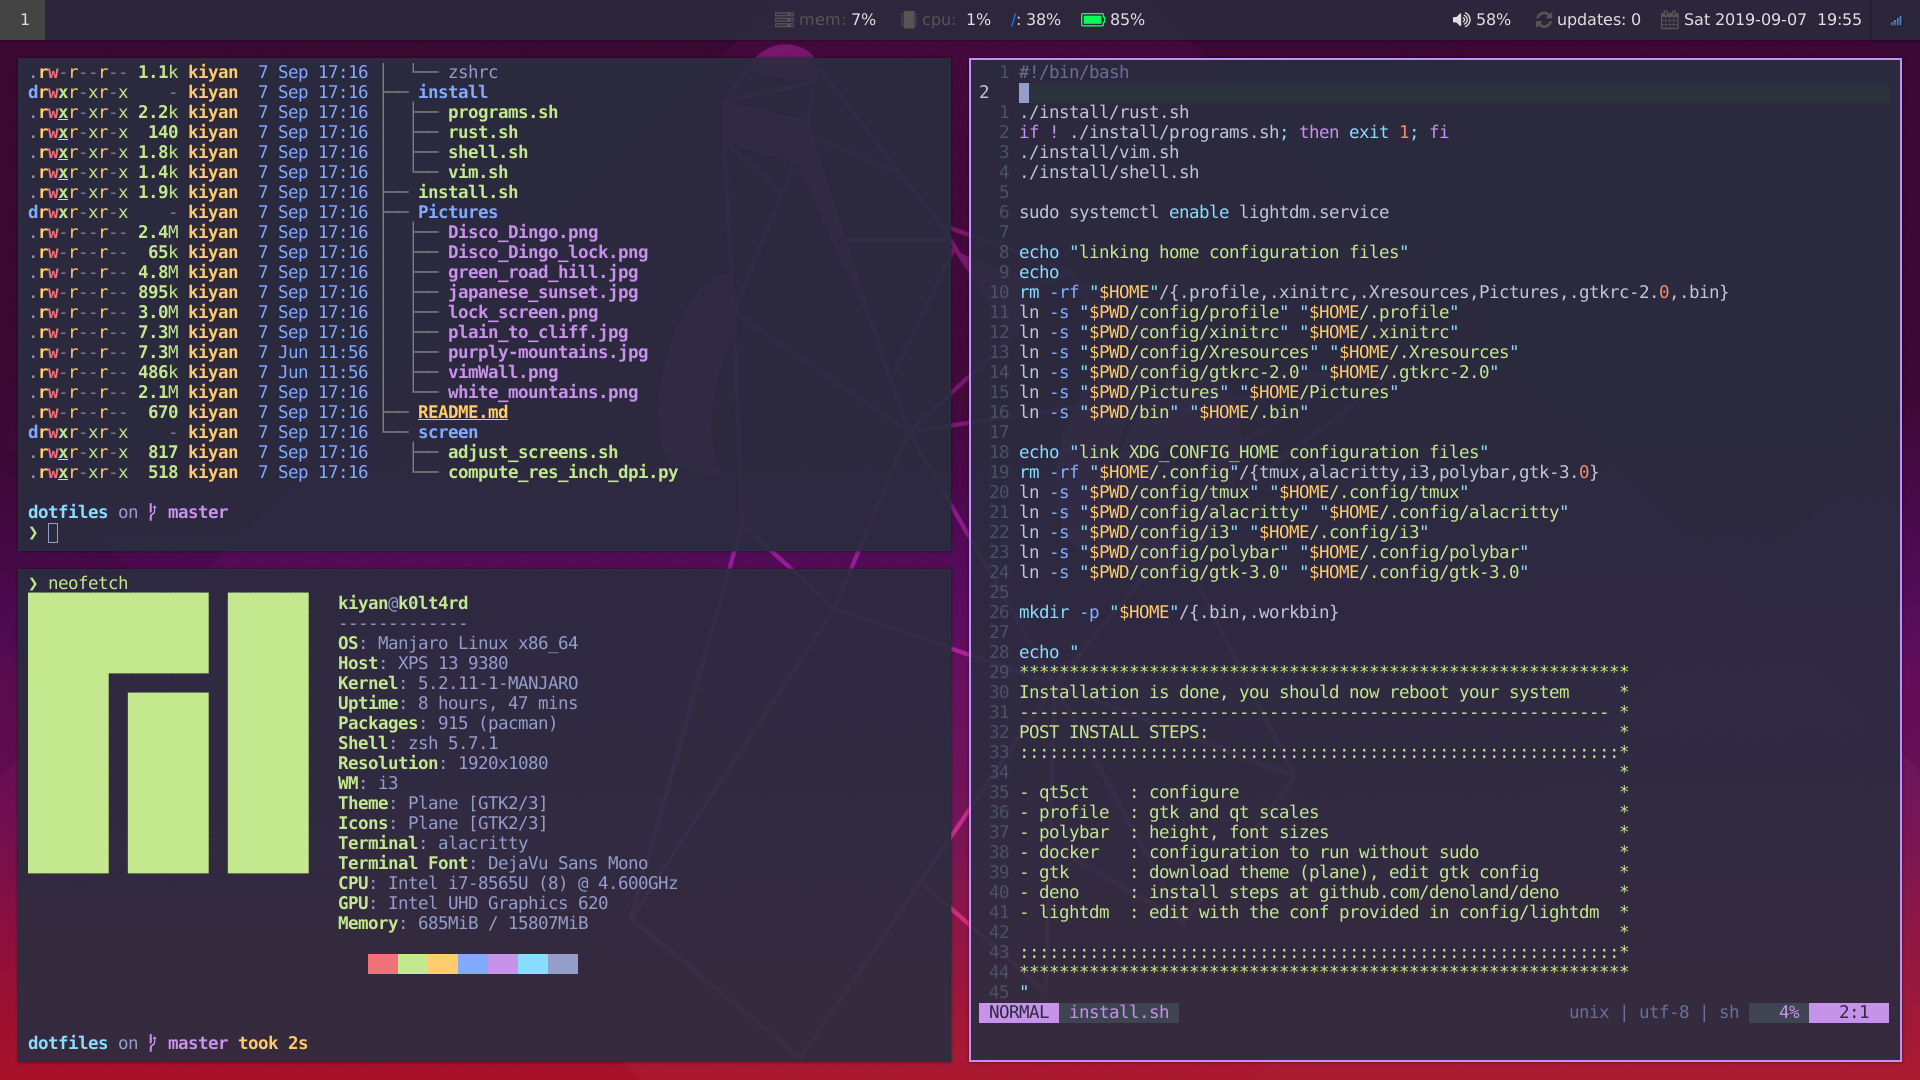 1 mem: 7% cpu: 1% /: 38% 85% 58% updates: 0 Sat 2019-09-07 19:55
.rw-r--r-- 1.1k kiyan 7 Sep 17:16 │ └── zshrc
drwxr-xr-x - kiyan 7 Sep 17:16 ├── install
.rwxr-xr-x 2.2k kiyan 7 Sep 17:16 │ ├── programs.sh
.rwxr-xr-x 140 kiyan 7 Sep 17:16 │ ├── rust.sh
.rwxr-xr-x 1.8k kiyan 7 Sep 17:16 │ ├── shell.sh
.rwxr-xr-x 1.4k kiyan 7 Sep 17:16 │ └── vim.sh
.rwxr-xr-x 1.9k kiyan 7 Sep 17:16 ├── install.sh
drwxr-xr-x - kiyan 7 Sep 17:16 ├── Pictures
.rw-r--r-- 2.4M kiyan 7 Sep 17:16 │ ├── Disco_Dingo.png
.rw-r--r-- 65k kiyan 7 Sep 17:16 │ ├── Disco_Dingo_lock.png
.rw-r--r-- 4.8M kiyan 7 Sep 17:16 │ ├── green_road_hill.jpg
.rw-r--r-- 895k kiyan 7 Sep 17:16 │ ├── japanese_sunset.jpg
.rw-r--r-- 3.0M kiyan 7 Sep 17:16 │ ├── lock_screen.png
.rw-r--r-- 7.3M kiyan 7 Sep 17:16 │ ├── plain_to_cliff.jpg
.rw-r--r-- 7.3M kiyan 7 Jun 11:56 │ ├── purply-mountains.jpg
.rw-r--r-- 486k kiyan 7 Jun 11:56 │ ├── vimWall.png
.rw-r--r-- 2.1M kiyan 7 Sep 17:16 │ └── white_mountains.png
.rw-r--r-- 670 kiyan 7 Sep 17:16 ├── README.md
drwxr-xr-x - kiyan 7 Sep 17:16 └── screen
.rwxr-xr-x 817 kiyan 7 Sep 17:16 ├── adjust_screens.sh
.rwxr-xr-x 518 kiyan 7 Sep 17:16 └── compute_res_inch_dpi.py
dotfiles on master
❯
❯ neofetch
kiyan@k0lt4rd
-------------
OS: Manjaro Linux x86_64
Host: XPS 13 9380
Kernel: 5.2.11-1-MANJARO
Uptime: 8 hours, 47 mins
Packages: 915 (pacman)
Shell: zsh 5.7.1
Resolution: 1920x1080
WM: i3
Theme: Plane [GTK2/3]
Icons: Plane [GTK2/3]
Terminal: alacritty
Terminal Font: DejaVu Sans Mono
CPU: Intel i7-8565U (8) @ 4.600GHz
GPU: Intel UHD Graphics 620
Memory: 685MiB / 15807MiB
dotfiles on master took 2s
1 #!/bin/bash
2
1 ./install/rust.sh
2 if ! ./install/programs.sh; then exit 1; fi
3 ./install/vim.sh
4 ./install/shell.sh
5
6 sudo systemctl enable lightdm.service
7
8 echo "linking home configuration files"
9 echo
10 rm -rf "$HOME"/{.profile,.xinitrc,.Xresources,Pictures,.gtkrc-2.0,.bin}
11 ln -s "$PWD/config/profile" "$HOME/.profile"
12 ln -s "$PWD/config/xinitrc" "$HOME/.xinitrc"
13 ln -s "$PWD/config/Xresources" "$HOME/.Xresources"
14 ln -s "$PWD/config/gtkrc-2.0" "$HOME/.gtkrc-2.0"
15 ln -s "$PWD/Pictures" "$HOME/Pictures"
16 ln -s "$PWD/bin" "$HOME/.bin"
17
18 echo "link XDG_CONFIG_HOME configuration files"
19 rm -rf "$HOME/.config"/{tmux,alacritty,i3,polybar,gtk-3.0}
20 ln -s "$PWD/config/tmux" "$HOME/.config/tmux"
21 ln -s "$PWD/config/alacritty" "$HOME/.config/alacritty"
22 ln -s "$PWD/config/i3" "$HOME/.config/i3"
23 ln -s "$PWD/config/polybar" "$HOME/.config/polybar"
24 ln -s "$PWD/config/gtk-3.0" "$HOME/.config/gtk-3.0"
25
26 mkdir -p "$HOME"/{.bin,.workbin}
27
28 echo "
29 *************************************************************
30 Installation is done, you should now reboot your system *
31 ----------------------------------------------------------- *
32 POST INSTALL STEPS: *
33 ::::::::::::::::::::::::::::::::::::::::::::::::::::::::::::*
34 *
35 - qt5ct : configure *
36 - profile : gtk and qt scales *
37 - polybar : height, font sizes *
38 - docker : configuration to run without sudo *
39 - gtk : download theme (plane), edit gtk config *
40 - deno : install steps at github.com/denoland/deno *
41 - lightdm : edit with the conf provided in config/lightdm *
42 *
43 ::::::::::::::::::::::::::::::::::::::::::::::::::::::::::::*
44 *************************************************************
45 "
NORMAL install.sh unix | utf-8 | sh 4% 2:1